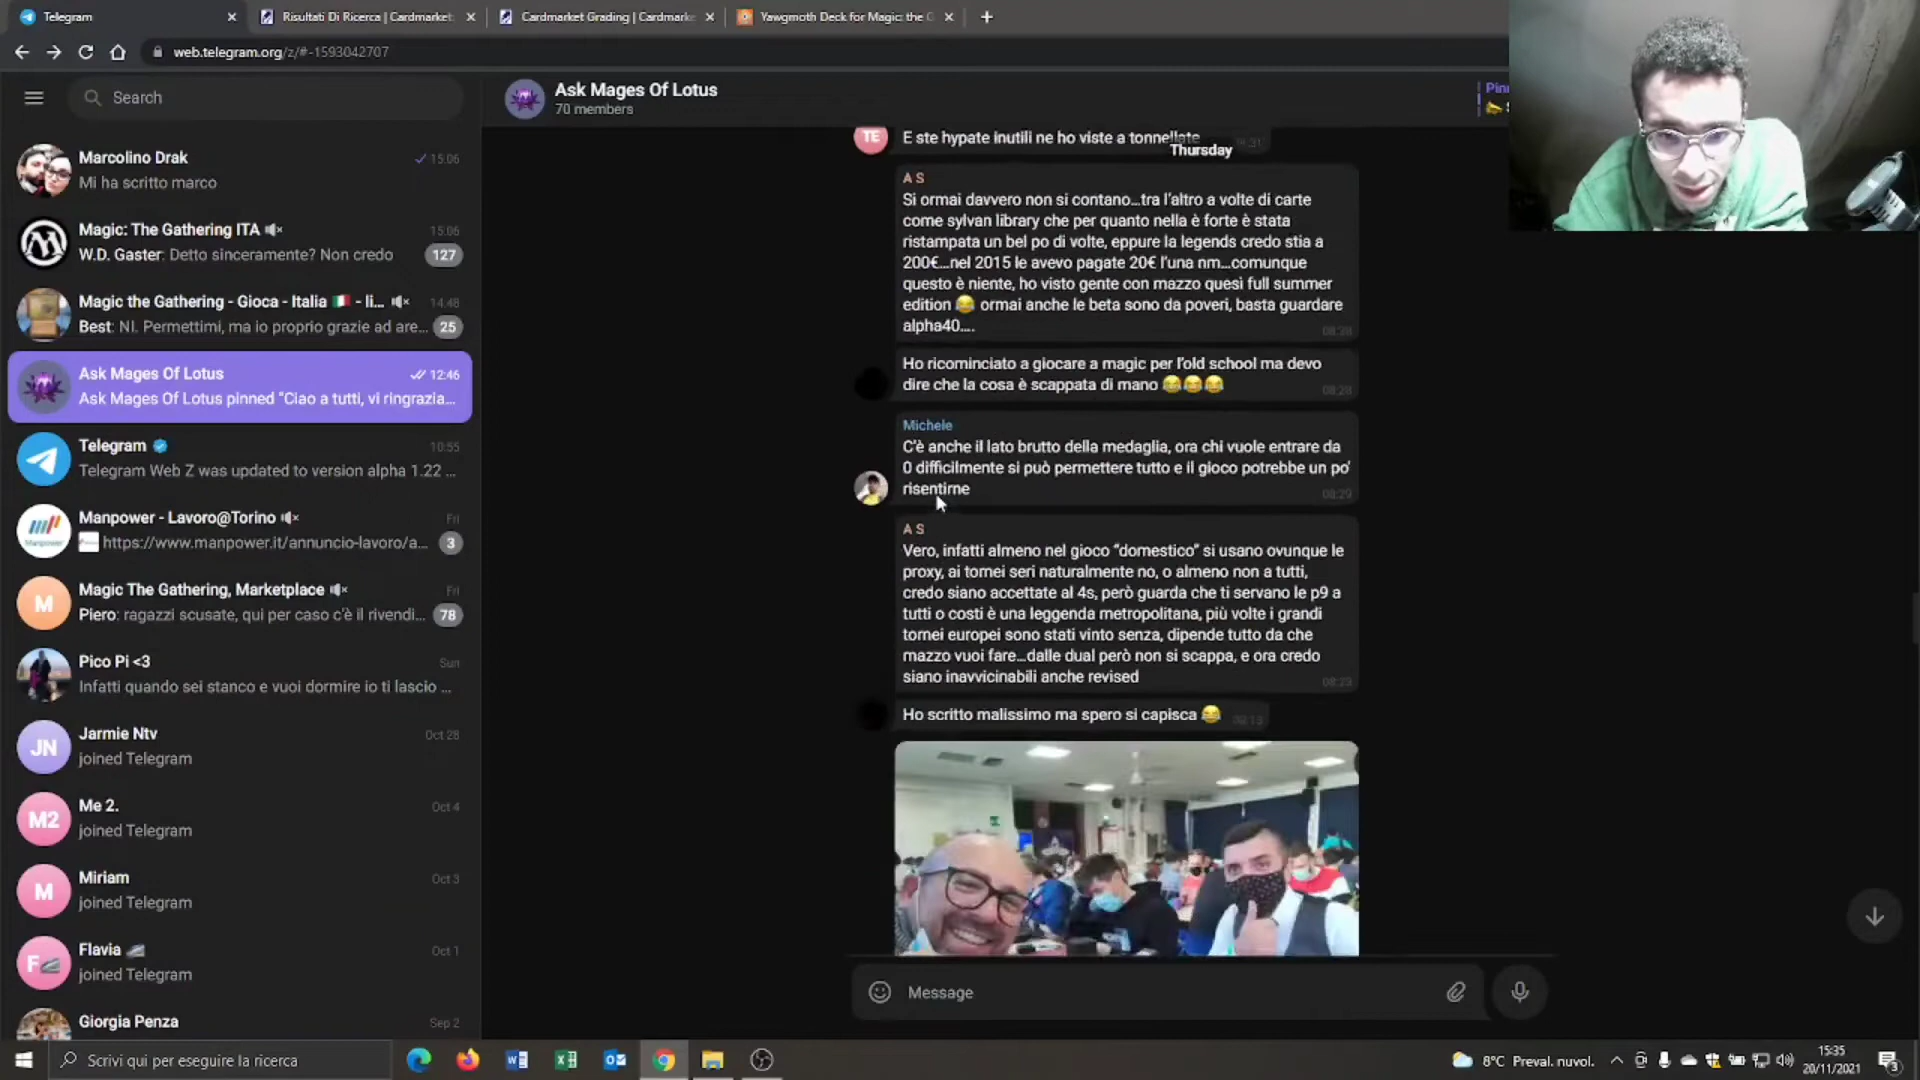 Telegram
Risultati Di Ricerca | Cardmarket
Cardmarket Grading | Cardmarke
Yawgmoth Deck for Magic: the G
web.telegram.org/z/#-1593042707
Search
Marcolino Drak
15:06
Mi ha scritto marco
Magic: The Gathering ITA
15:06
W.D. Gaster: Detto sinceramente? Non credo
127
Magic the Gathering - Gioca - Italia 🇮🇹 - li...
14:48
Best: NI. Permettimi, ma io proprio grazie ad are...
25
Ask Mages Of Lotus
12:46
Ask Mages Of Lotus pinned “Ciao a tutti, vi ringrazia...
Telegram
10:55
Telegram Web Z was updated to version alpha 1.22 ...
Manpower - Lavoro@Torino
Fri
https://www.manpower.it/annuncio-lavoro/a...
3
Magic The Gathering, Marketplace
Fri
M
Piero: ragazzi scusate, qui per caso c'è il rivendi...
78
Pico Pi <3
Sun
Infatti quando sei stanco e vuoi dormire io ti lascio ...
Jarmie Ntv
Oct 28
JN
joined Telegram
Me 2.
Oct 4
M2
joined Telegram
Miriam
Oct 3
M
joined Telegram
Flavia
Oct 1
F
joined Telegram
Giorgia Penza
Sep 2
Ask Mages Of Lotus
70 members
Pin
TE
E ste hypate inutili ne ho viste a tonnellate
Thursday
A S
Si ormai davvero non si contano…tra l'altro a volte di carte
come sylvan library che per quanto nella è forte è stata
ristampata un bel po di volte, eppure la legends credo stia a
200€…nel 2015 le avevo pagate 20€ l'una nm…comunque
questo è niente, ho visto gente con mazzo quesi full summer
edition 😂 ormai anche le beta sono da poveri, basta guardare
alpha40….
Ho ricominciato a giocare a magic per l'old school ma devo
dire che la cosa è scappata di mano 😂😂😂
Michele
C'è anche il lato brutto della medaglia, ora chi vuole entrare da
0 difficilmente si può permettere tutto e il gioco potrebbe un po'
risentirne
08:29
A S
Vero, infatti almeno nel gioco “domestico” si usano ovunque le
proxy, ai tornei seri naturalmente no, o almeno non a tutti,
credo siano accettate al 4s, però guarda che ti servano le p9 a
tutti o costi è una leggenda metropolitana, più volte i grandi
tornei europei sono stati vinto senza, dipende tutto da che
mazzo vuoi fare…dalle dual però non si scappa, e ora credo
siano inavvicinabili anche revised
Ho scritto malissimo ma spero si capisca 😂
Message
Scrivi qui per eseguire la ricerca
8°C Preval. nuvol.
15:35
20/11/2021
3